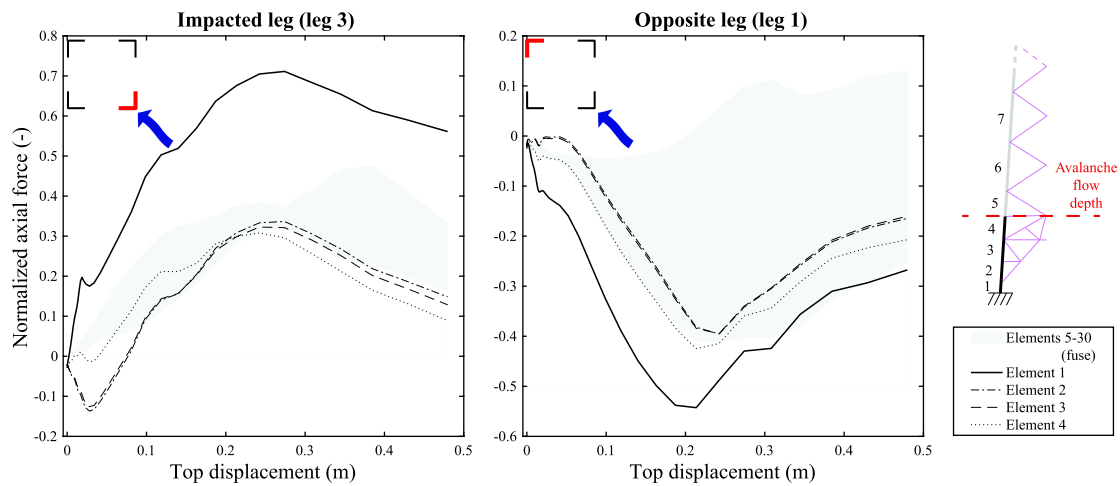 Impacted leg (leg 3)
Normalized axial force (-)
0.8
0.7
0.6
0.5
0.4
0.3
0.2
0.1
0
-0.1
-0.2
0
0.1
0.2
0.3
0.4
0.5
Top displacement (m)
Opposite leg (leg 1)
0.2
0.1
0
-0.1
-0.2
-0.3
-0.4
-0.5
-0.6
0
0.1
0.2
0.3
0.4
0.5
Top displacement (m)
7
6
5
4
3
2
1
Avalanche
flow
depth
Elements 5-30
(fuse)
Element 1
Element 2
Element 3
Element 4